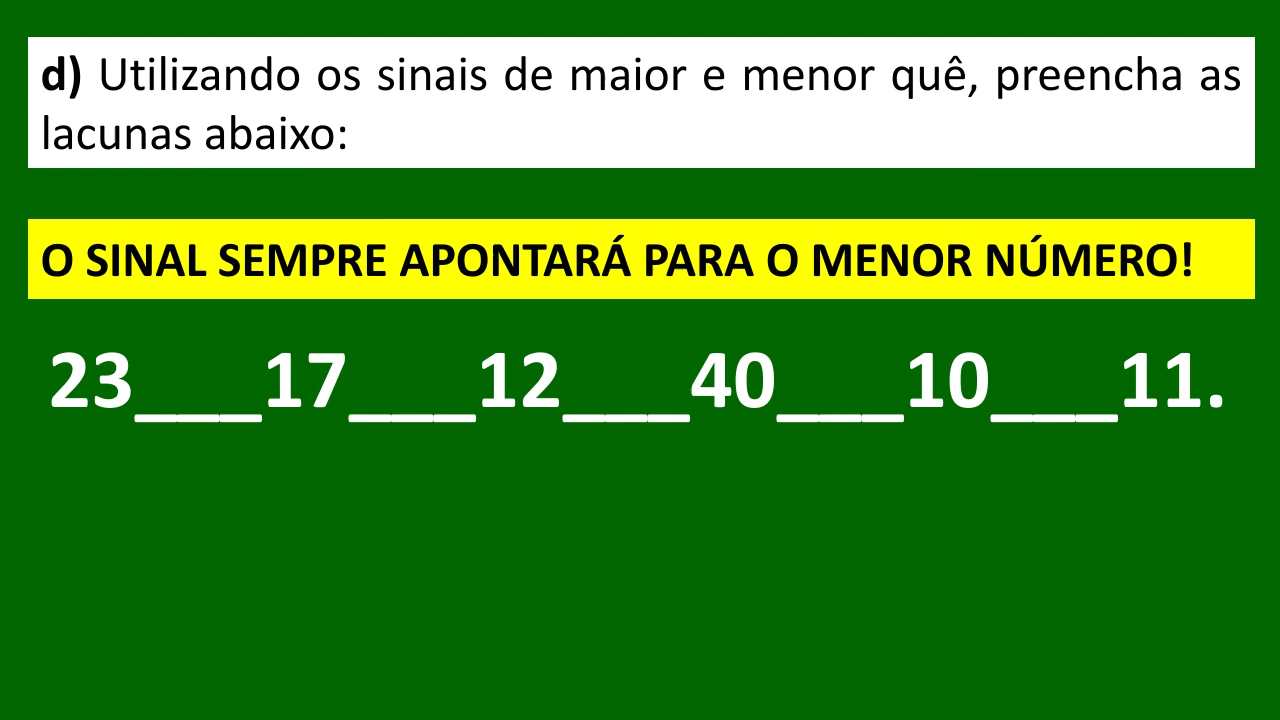 d) Utilizando os sinais de maior e menor quê, preencha as
lacunas abaixo:
O SINAL SEMPRE APONTARÁ PARA O MENOR NÚMERO!
23___17___12___40___10___11.